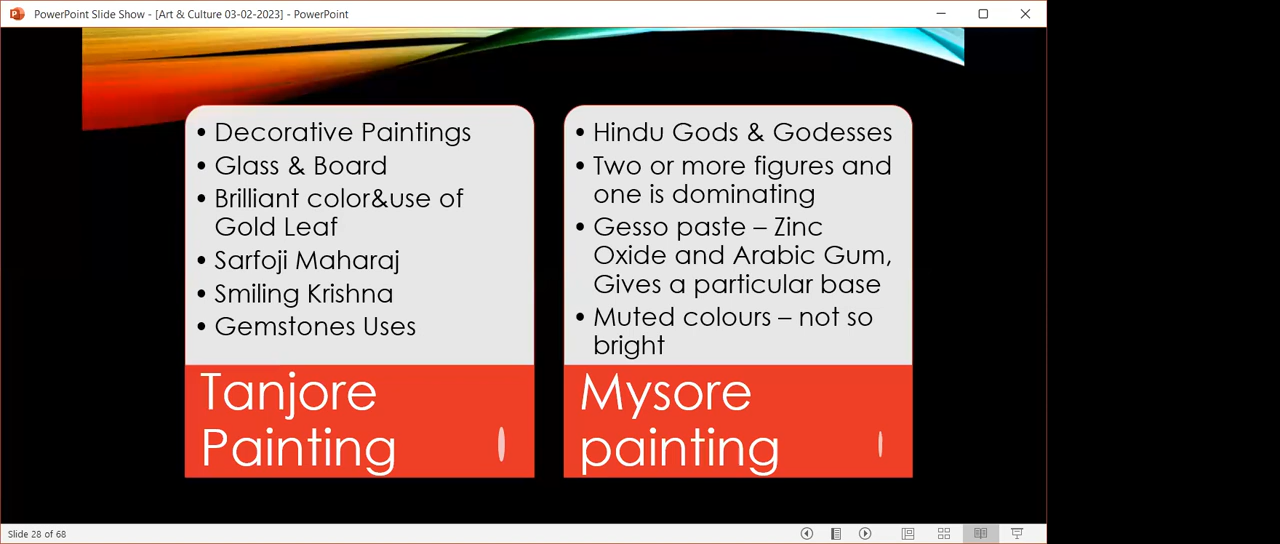 PowerPoint Slide Show - [Art & Culture 03-02-2023] - PowerPoint
• Decorative Paintings
• Glass & Board
• Brilliant color&use of
Gold Leaf
• Sarfoji Maharaj
• Smiling Krishna
• Gemstones Uses
Tanjore
Painting
• Hindu Gods & Godesses
• Two or more figures and
one is dominating
• Gesso paste – Zinc
Oxide and Arabic Gum,
Gives a particular base
• Muted colours – not so
bright
Mysore
painting
Slide 28 of 68